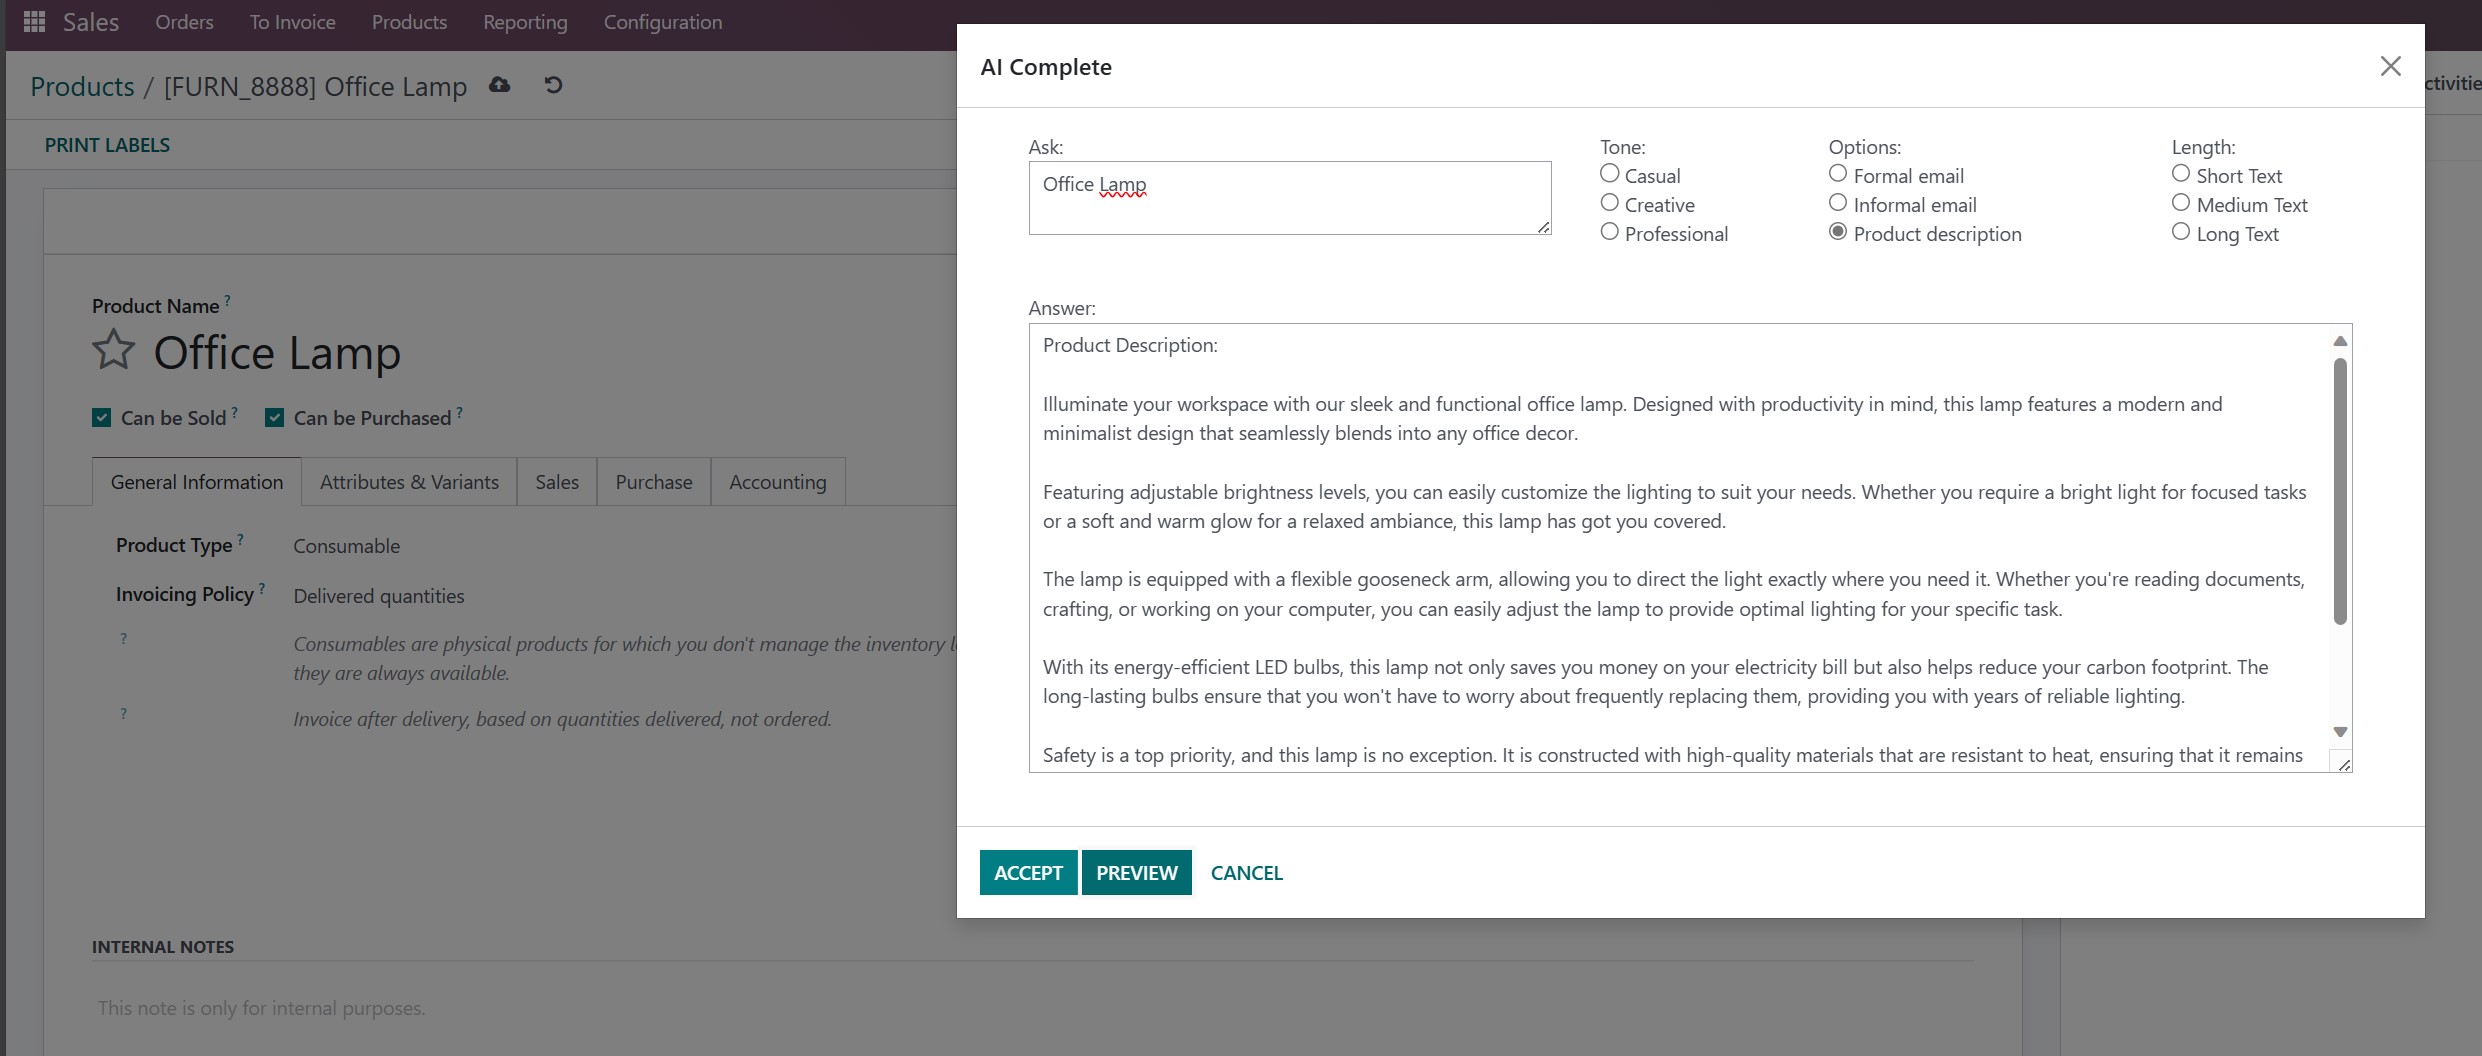 Sales Orders To Invoice Products Reporting Configuration
Products / [FURN_8888] Office Lamp
PRINT LABELS
Product Name ?
Office Lamp
Can be Sold ? Can be Purchased ?
General Information Attributes & Variants Sales Purchase Accounting
Product Type ? Consumable
Invoicing Policy ? Delivered quantities
? Consumables are physical products for which you don't manage the inventory
they are always available.
? Invoice after delivery, based on quantities delivered, not ordered.
INTERNAL NOTES
This note is only for internal purposes.
AI Complete
Ask:
Office Lamp
Tone:
Casual
Creative
Professional
Options:
Formal email
Informal email
Product description
Length:
Short Text
Medium Text
Long Text
Answer:
Product Description:
Illuminate your workspace with our sleek and functional office lamp. Designed with productivity in mind, this lamp features a modern and
minimalist design that seamlessly blends into any office decor.
Featuring adjustable brightness levels, you can easily customize the lighting to suit your needs. Whether you require a bright light for focused tasks
or a soft and warm glow for a relaxed ambiance, this lamp has got you covered.
The lamp is equipped with a flexible gooseneck arm, allowing you to direct the light exactly where you need it. Whether you're reading documents,
crafting, or working on your computer, you can easily adjust the lamp to provide optimal lighting for your specific task.
With its energy-efficient LED bulbs, this lamp not only saves you money on your electricity bill but also helps reduce your carbon footprint. The
long-lasting bulbs ensure that you won't have to worry about frequently replacing them, providing you with years of reliable lighting.
Safety is a top priority, and this lamp is no exception. It is constructed with high-quality materials that are resistant to heat, ensuring that it remains
ACCEPT PREVIEW CANCEL